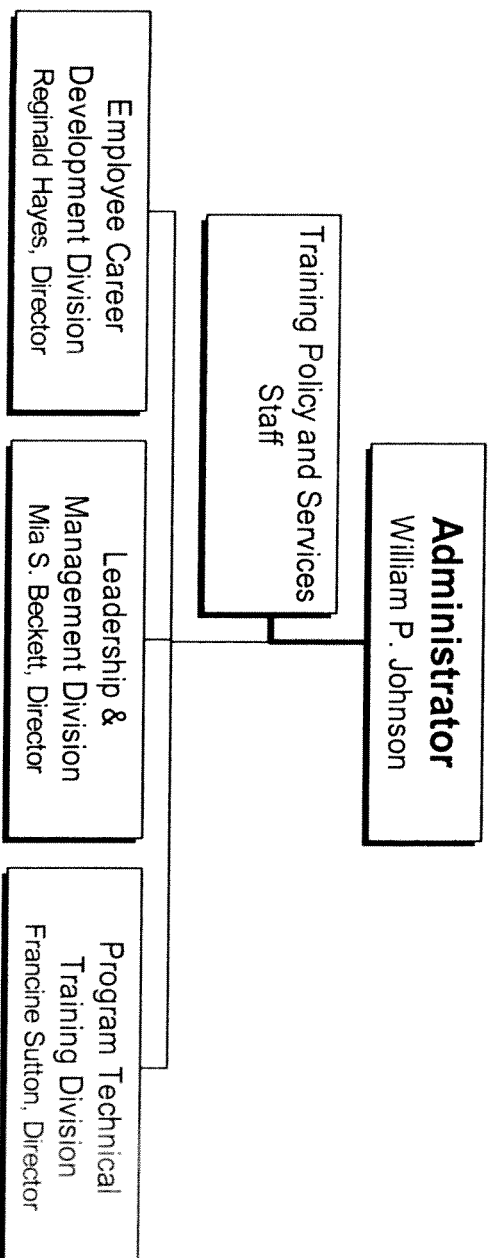 Administrator
William P. Johnson
Training Policy and Services
Staff
Employee Career
Development Division
Reginald Hayes, Director
Leadership &
Management Division
Mia S. Beckett, Director
Program Technical
Training Division
Francine Sutton, Director